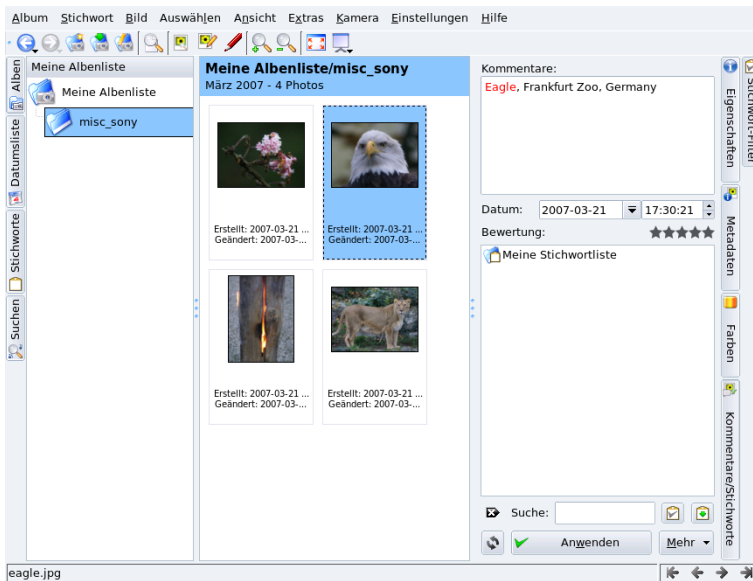 Album Stichwort Bild Auswählen Ansicht Extras Kamera Einstellungen Hilfe
Alben
Datumsliste
Stichworte
Suchen
Meine Albenliste
Meine Albenliste
misc_sony
Meine Albenliste/misc_sony
März 2007 - 4 Photos
Erstellt: 2007-03-21 ...
Geändert: 2007-03-...
Erstellt: 2007-03-21 ...
Geändert: 2007-03-...
Erstellt: 2007-03-21 ...
Geändert: 2007-03-...
Erstellt: 2007-03-21 ...
Geändert: 2007-03-...
Kommentare:
Eagle, Frankfurt Zoo, Germany
Datum: 2007-03-21 17:30:21
Bewertung:
Meine Stichwortliste
Suche:
Anwenden Mehr
Eigenschaften
Metadaten
Farben
Kommentare/Stichworte
Stichwort-Filter
eagle.jpg